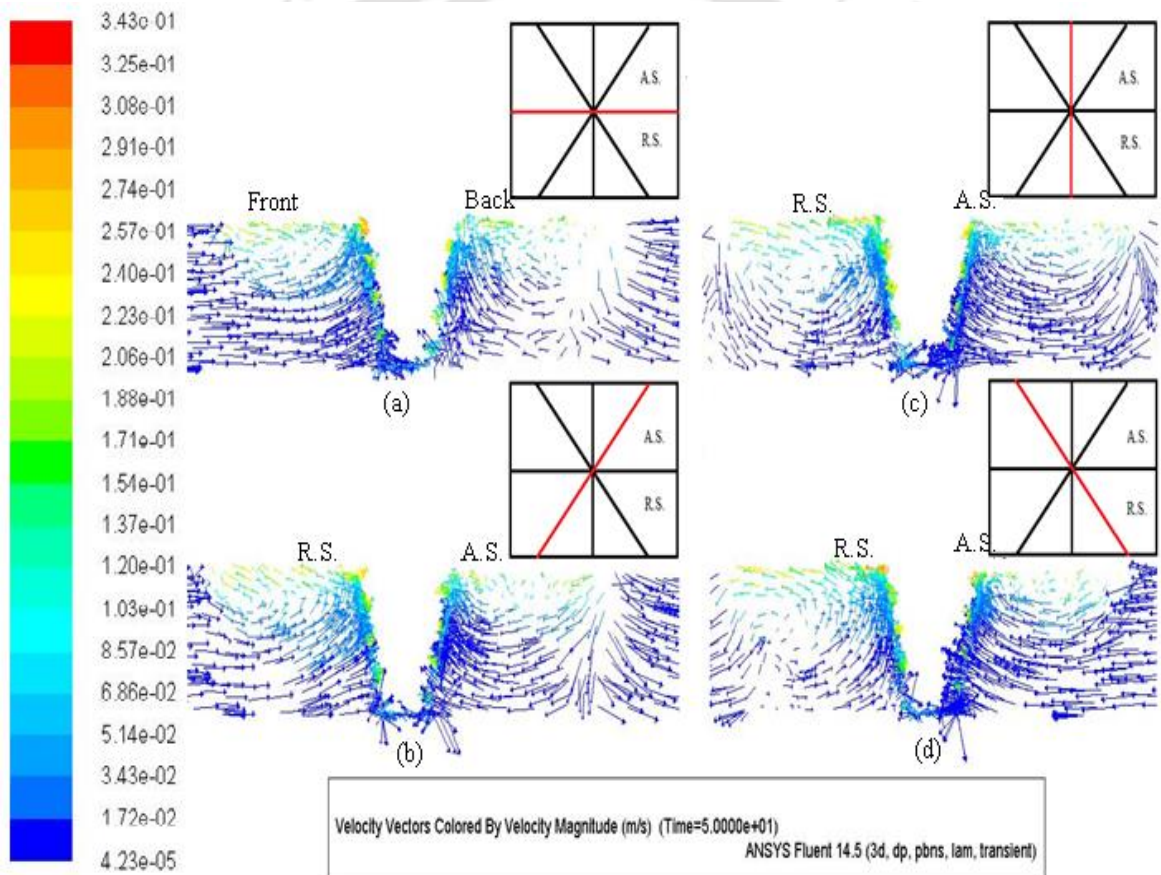 3.43e-01
3.25e-01
3.08e-01
2.91e-01
2.74e-01
2.57e-01
2.40e-01
2.23e-01
2.06e-01
1.88e-01
1.71e-01
1.54e-01
1.37e-01
1.20e-01
1.03e-01
8.57e-02
6.86e-02
5.14e-02
3.43e-02
1.72e-02
4.23e-05
A.S.
R.S.
Front Back
(a)
A.S.
R.S.
R.S. A.S.
(c)
A.S.
R.S.
R.S. A.S.
(b)
A.S.
R.S.
R.S. A.S.
(d)
Velocity Vectors Colored By Velocity Magnitude (m/s) (Time=5.0000e+01)
ANSYS Fluent 14.5 (3d, dp, pbns, lam, transient)